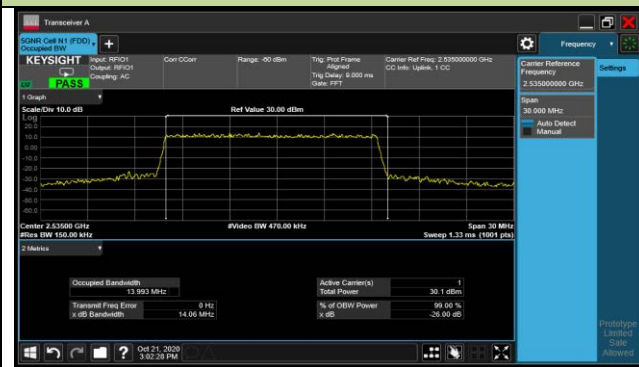 Transceiver A
5GNR Cell N1 (FDD)
Occupied BW
Frequency
KEYSIGHT
Input: RFIO1
Output: RFIO1
Coupling: AC
Corr CCorr
Range: -60 dBm
Trig: Prot Frame
Aligned
Trig Delay: 9.000 ms
Gate: FFT
Carrier Ref Freq: 2.535000000 GHz
CC Info: Uplink, 1 CC
PASS
Carrier Reference
Frequency
2.535000000 GHz
Settings
Span
30.000 MHz
Auto Detect
Manual
1 Graph
Scale/Div 10.0 dB
Ref Value 30.00 dBm
Log
20.0
10.0
0.00
-10.0
-20.0
-30.0
-40.0
-50.0
-60.0
Center 2.53500 GHz
#Res BW 150.00 kHz
#Video BW 470.00 kHz
Span 30 MHz
Sweep 1.33 ms (1001 pts)
2 Metrics
Occupied Bandwidth
13.993 MHz
Active Carrier(s) 1
Total Power 30.1 dBm
Transmit Freq Error 0 Hz
x dB Bandwidth 14.06 MHz
% of OBW Power 99.00 %
x dB -26.00 dB
Prototype
Limited
Sale
Allowed
Oct 21, 2020
3:02:28 PM